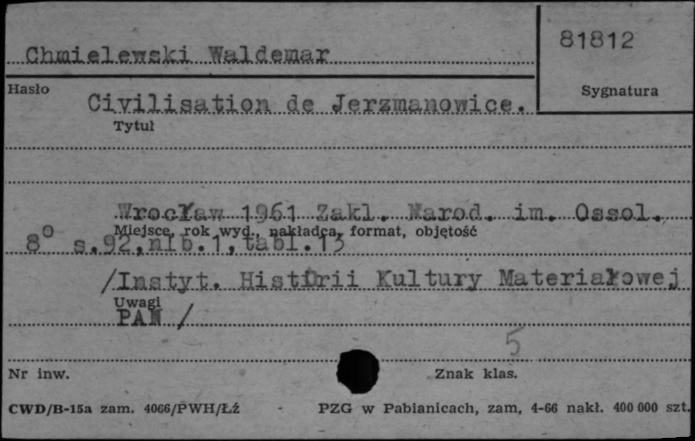 Chmielewski Waldemar
81812
Hasło
Sygnatura
Civilisation de Jerzmanowice.
Tytuł
Wrocław 1961 Zakl. Narod. im. Ossol.
Miejsce, rok wyd., nakładca, format, objętość
8° s.92,nlb.1,tabl.13
/Instyt. Historii Kultury Materiałowej
Uwagi
PAN /
5
Nr inw.
Znak klas.
CWD/B-15a zam. 4066/PWH/Łź - PZG w Pabianicach, zam, 4-66 nakł. 400 000 szt.